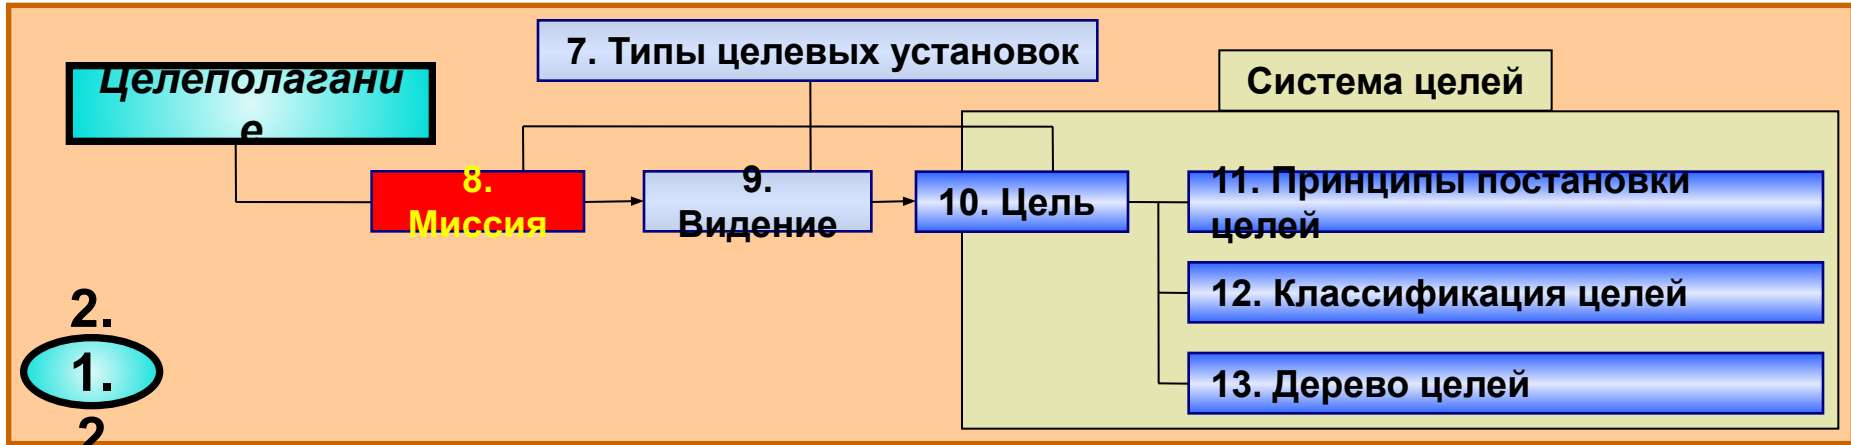 7. Типы целевых установок
Целеполагани
е
Система целей
8.
Миссия
9.
Видение
10. Цель
11. Принципы постановки
целей
12. Классификация целей
13. Дерево целей
2.
1.
2